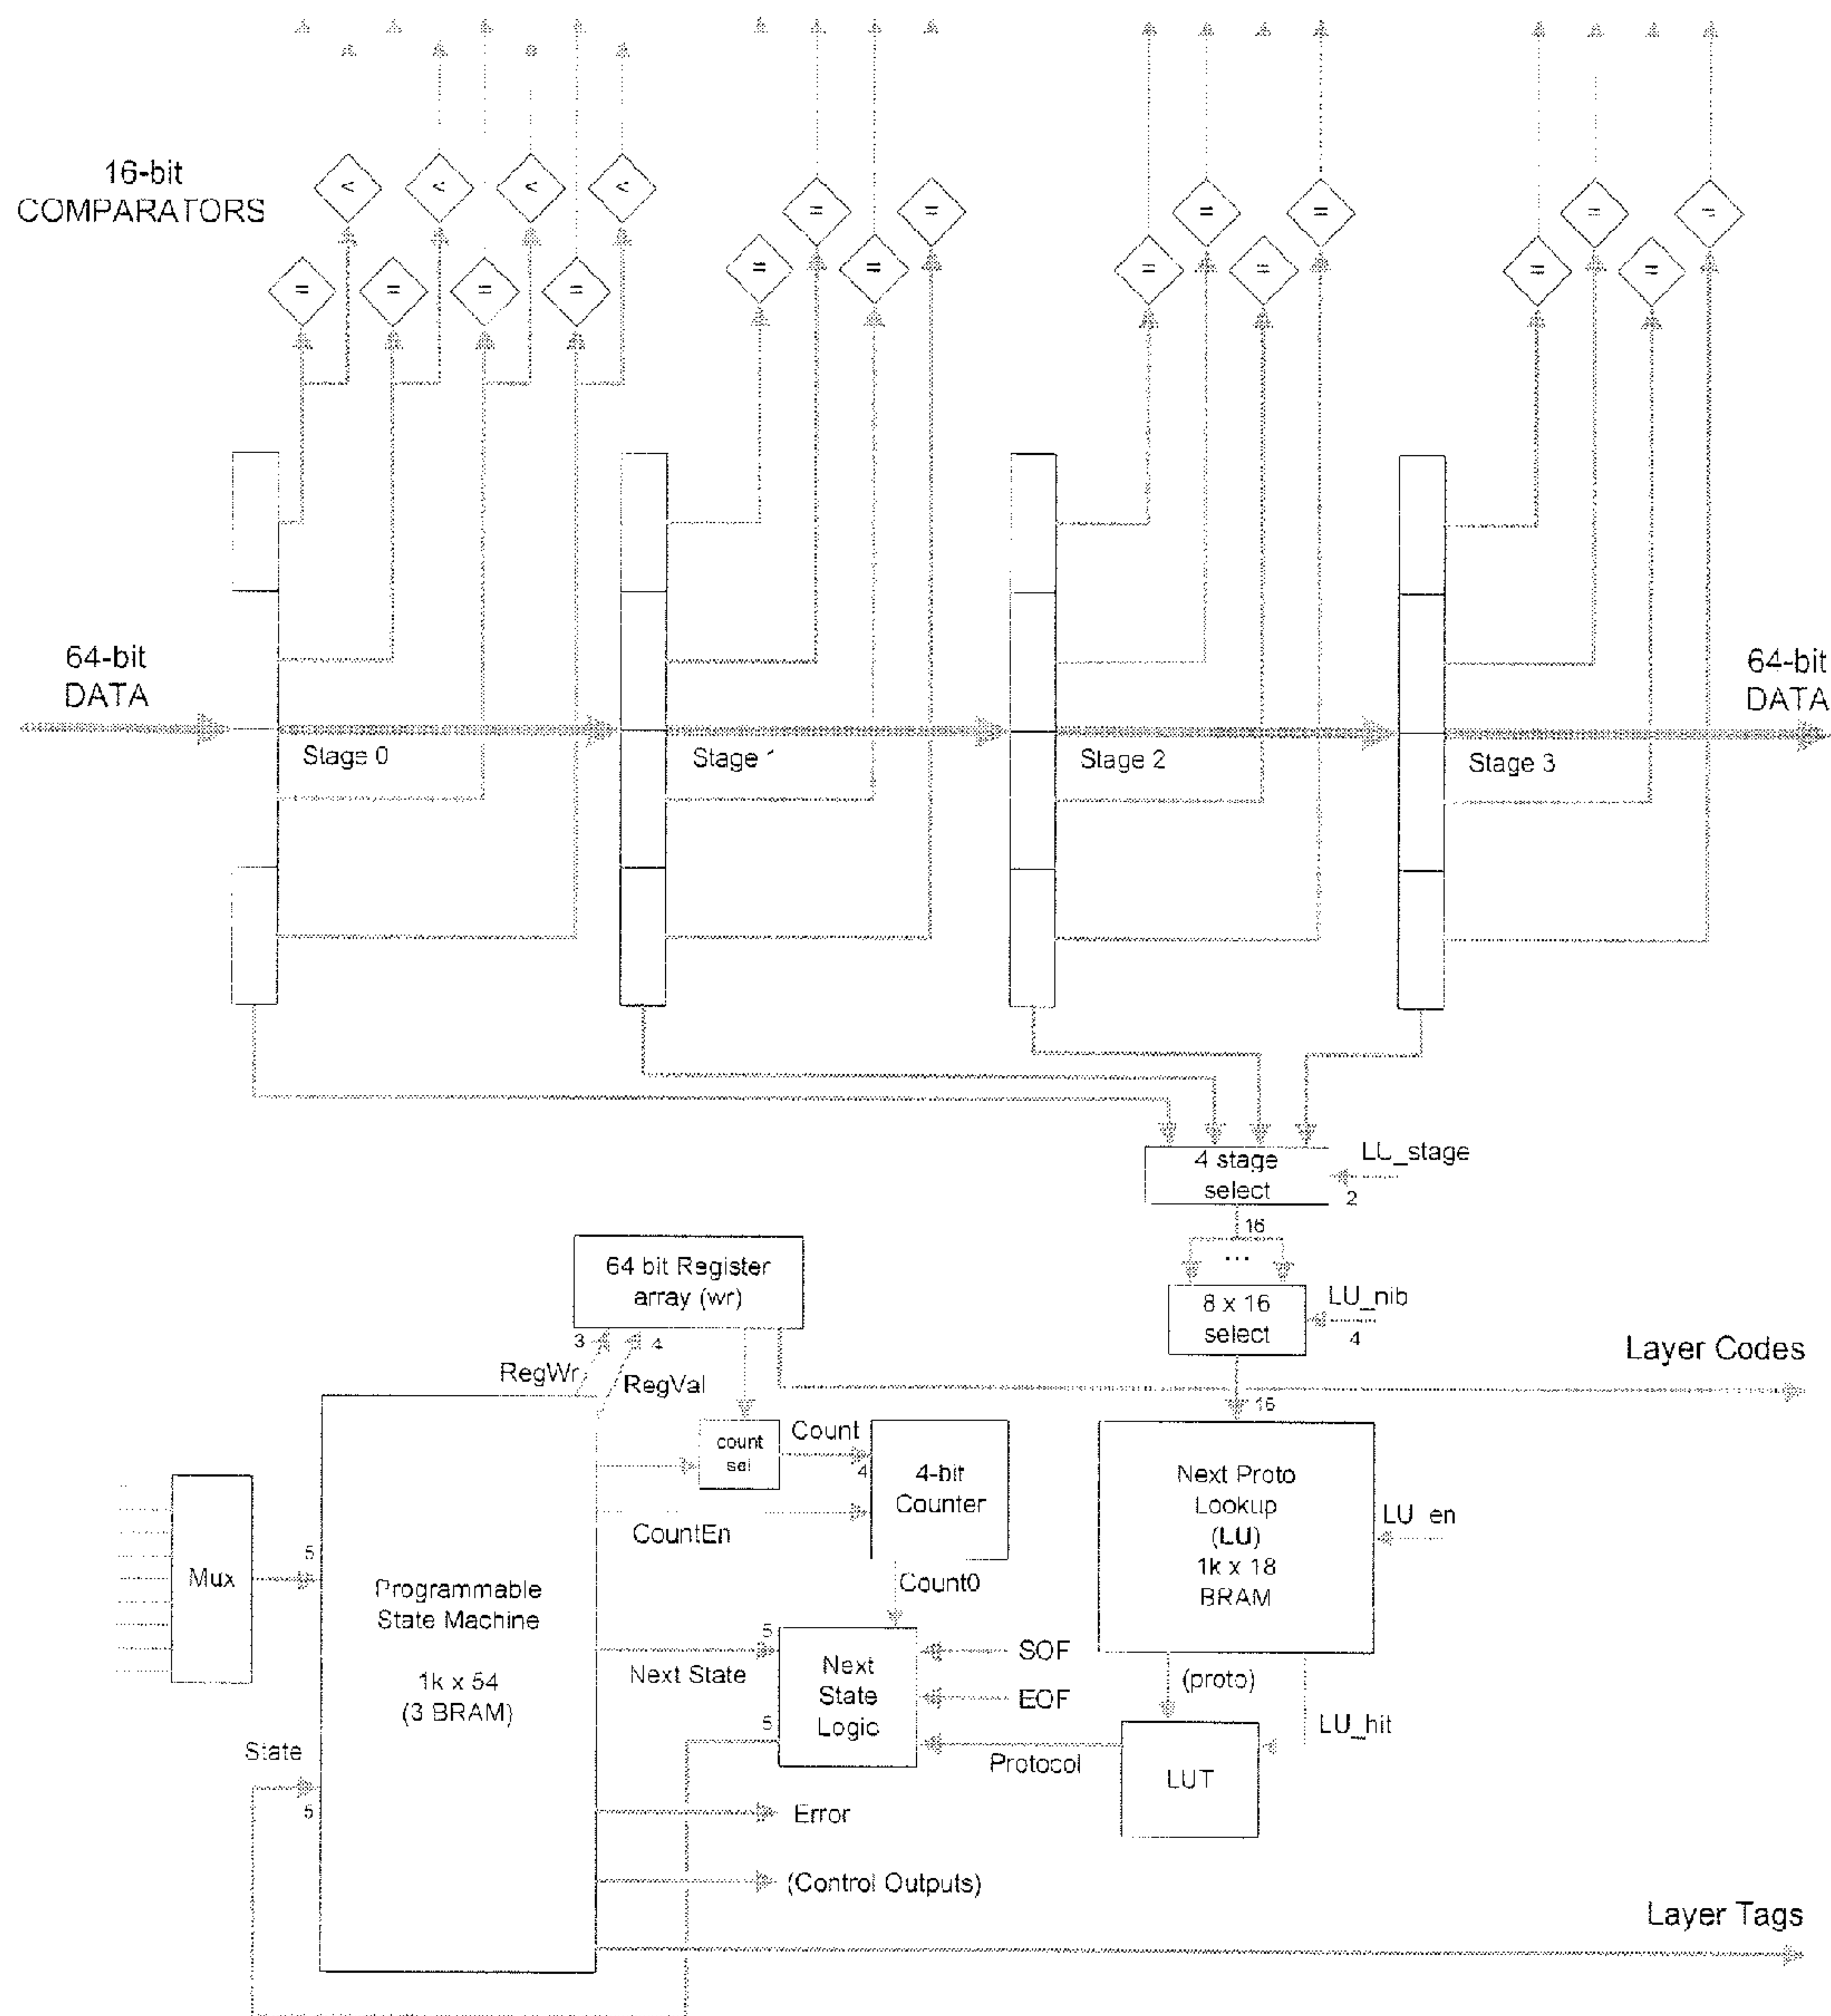 16-bit
COMPARATORS
< < < <
= = = =
= =
= =
= =
= =
= =
=
64-bit
DATA
64-bit
DATA
Stage 0
Stage
Stage 2
Stage 3
4 stage
select
LU_stage
2
16
...
8 x 16
select
LU_nib
4
16
64 bit Register
array (wr)
3
4
RegWr
RegVal
Layer Codes
count
sel
Count
4
4-bit
Counter
CountEn
Count0
Next Proto
Lookup
(LU)
1k x 18
BRAM
LU_en
Mux
5
Programmable
State Machine
1k x 54
(3 BRAM)
State
5
5
Next State
Next
State
Logic
5
SOF
EOF
Protocol
(proto)
LU_hit
LUT
Error
(Control Outputs)
Layer Tags